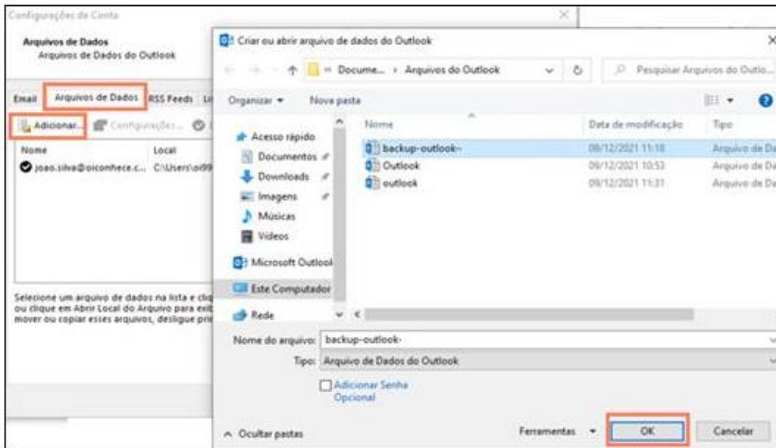 Configurações de Conta
Arquivos de Dados
Arquivos de Dados do Outlook
Email Arquivos de Dados RSS Feeds
Adicionar... Configurações...
Nome Local
joao.silva@oiconhece.c... C:\Users\oi99
Selecione um arquivo de dados na lista e
ou clique em Abrir Local do Arquivo para
mover ou copiar esses arquivos, desligue
Criar ou abrir arquivo de dados do Outlook
Docume... Arquivos do Outlook
Pesquisar Arquivos do Outlo...
Organizar Nova pasta
Nome Data de modificação Tipo
backup-outlook- 09/12/2021 11:18 Arquivo de Da
Outlook 09/12/2021 10:53 Arquivo de Da
outlook 09/12/2021 11:31 Arquivo de Da
Acesso rápido
Documentos
Downloads
Imagens
Músicas
Vídeos
Microsoft Outlook
Este Computador
Rede
Nome do arquivo: backup-outlook-
Tipo: Arquivo de Dados do Outlook
Adicionar Senha
Opcional
Ocultar pastas
Ferramentas OK Cancelar